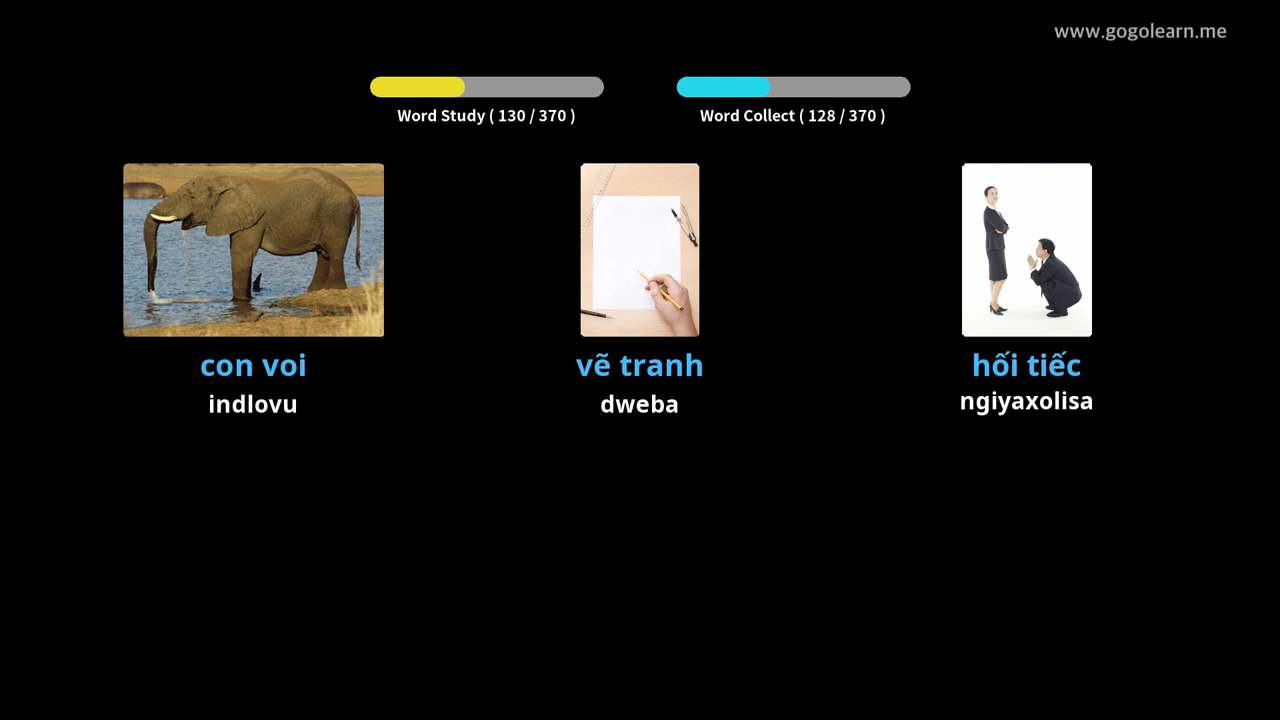 www.gogolearn.me
Word Study ( 130 / 370 )
Word Collect ( 128 / 370 )
con voi
vẽ tranh
hối tiếc
indlovu
dweba
ngiyaxolisa